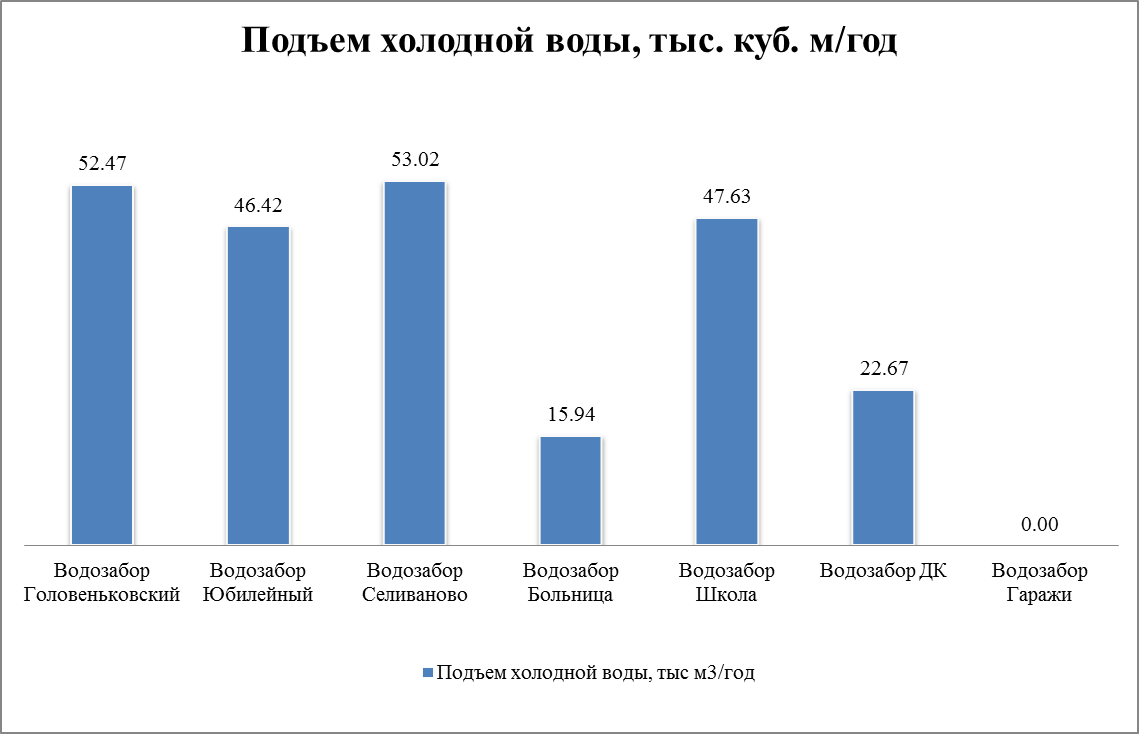 Подъем холодной воды, тыс. куб. м/год
52.47
46.42
53.02
15.94
47.63
22.67
0.00
Водозабор
Головеньковский
Водозабор
Юбилейный
Водозабор
Селиваново
Водозабор
Больница
Водозабор
Школа
Водозабор ДК
Водозабор
Гаражи
Подъем холодной воды, тыс м3/год